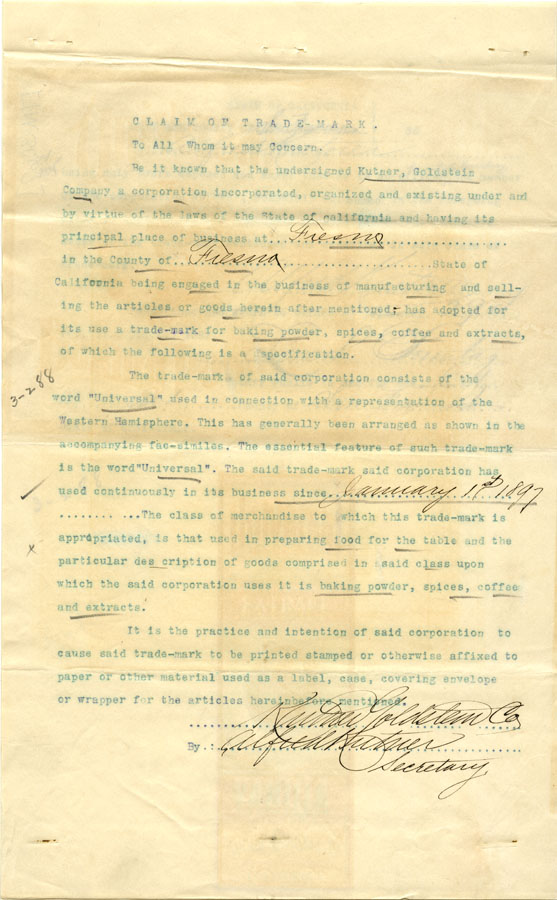 CLAIM OF TRADE-MARK.
To All Whom it may Concern.
Be it known that the undersigned Kutner, Goldstein
Company a corporation incorporated, organized and existing under and
by virtue of the laws of the State of california and having its
principal place of business at...Fresno....................
in the County of...Fresno........................State of
California being engaged in the business of manufacturing and sell-
ing the articles or goods herein after mentioned, has adopted for
its use a trade-mark for baking powder, spices, coffee and extracts,
of which the following is a specification.
The trade-mark of said corporation consists of the
3-288
word "Universal" used in connection with a representation of the
Western Hemisphere. This has generally been arranged as shown in the
accompanying fac-similes. The essential feature of such trade-mark
is the word"Universal". The said trade-mark said corporation has
used continuously in its business since January 1st 1897
.............The class of merchandise to which this trade-mark is
x
appropriated, is that used in preparing food for the table and the
particular des cription of goods comprised in said class upon
which the said corporation uses it is baking powder, spices, coffee
and extracts.
It is the practice and intention of said corporation to
cause said trade-mark to be printed stamped or otherwise affixed to
paper or other material used as a label, case, covering envelope
or wrapper for the articles hereinbefore mentioned.
Kutner Goldstein Co
By.: Kutner
Secretary